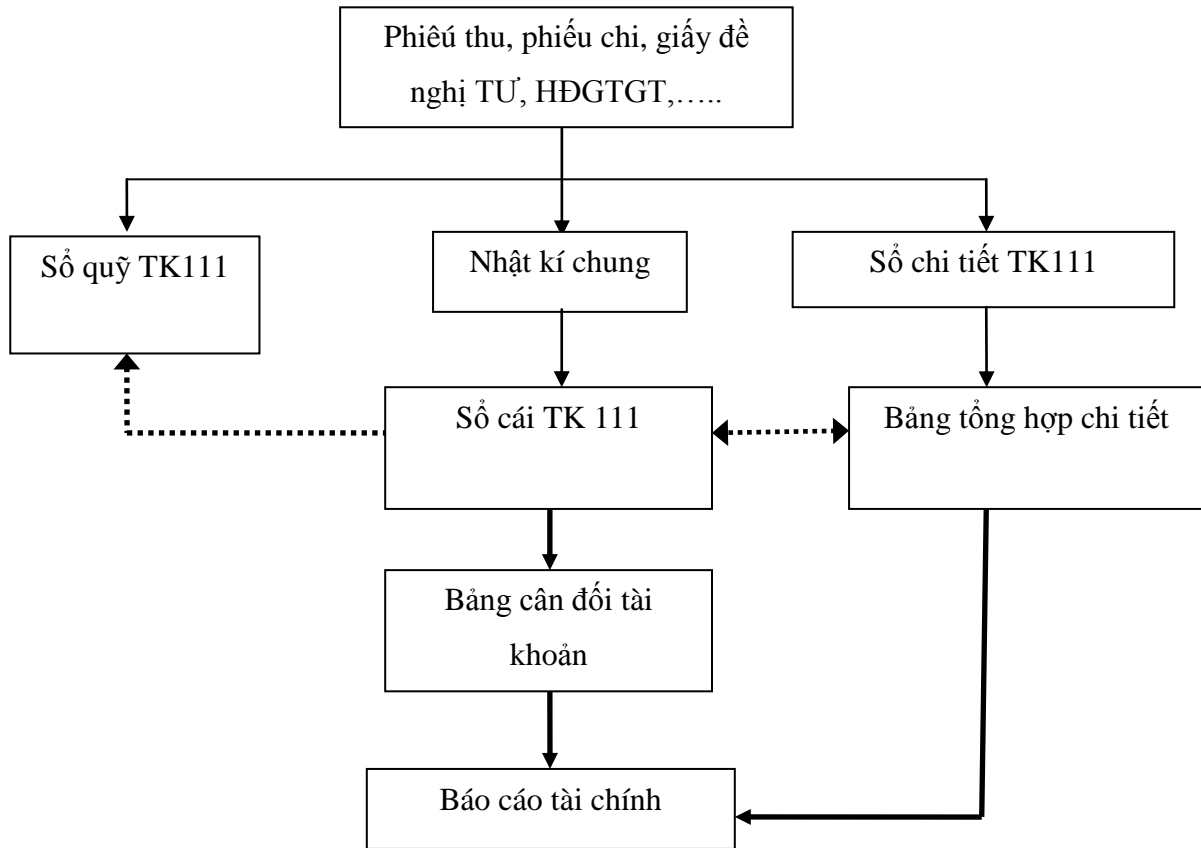 Phiêú thu, phiếu chi, giấy đề
nghị TƯ, HĐGTGT,…..
Sổ quỹ TK111
Nhật kí chung
Sổ chi tiết TK111
Sổ cái TK 111
Bảng tổng hợp chi tiết
Bảng cân đối tài
khoản
Báo cáo tài chính